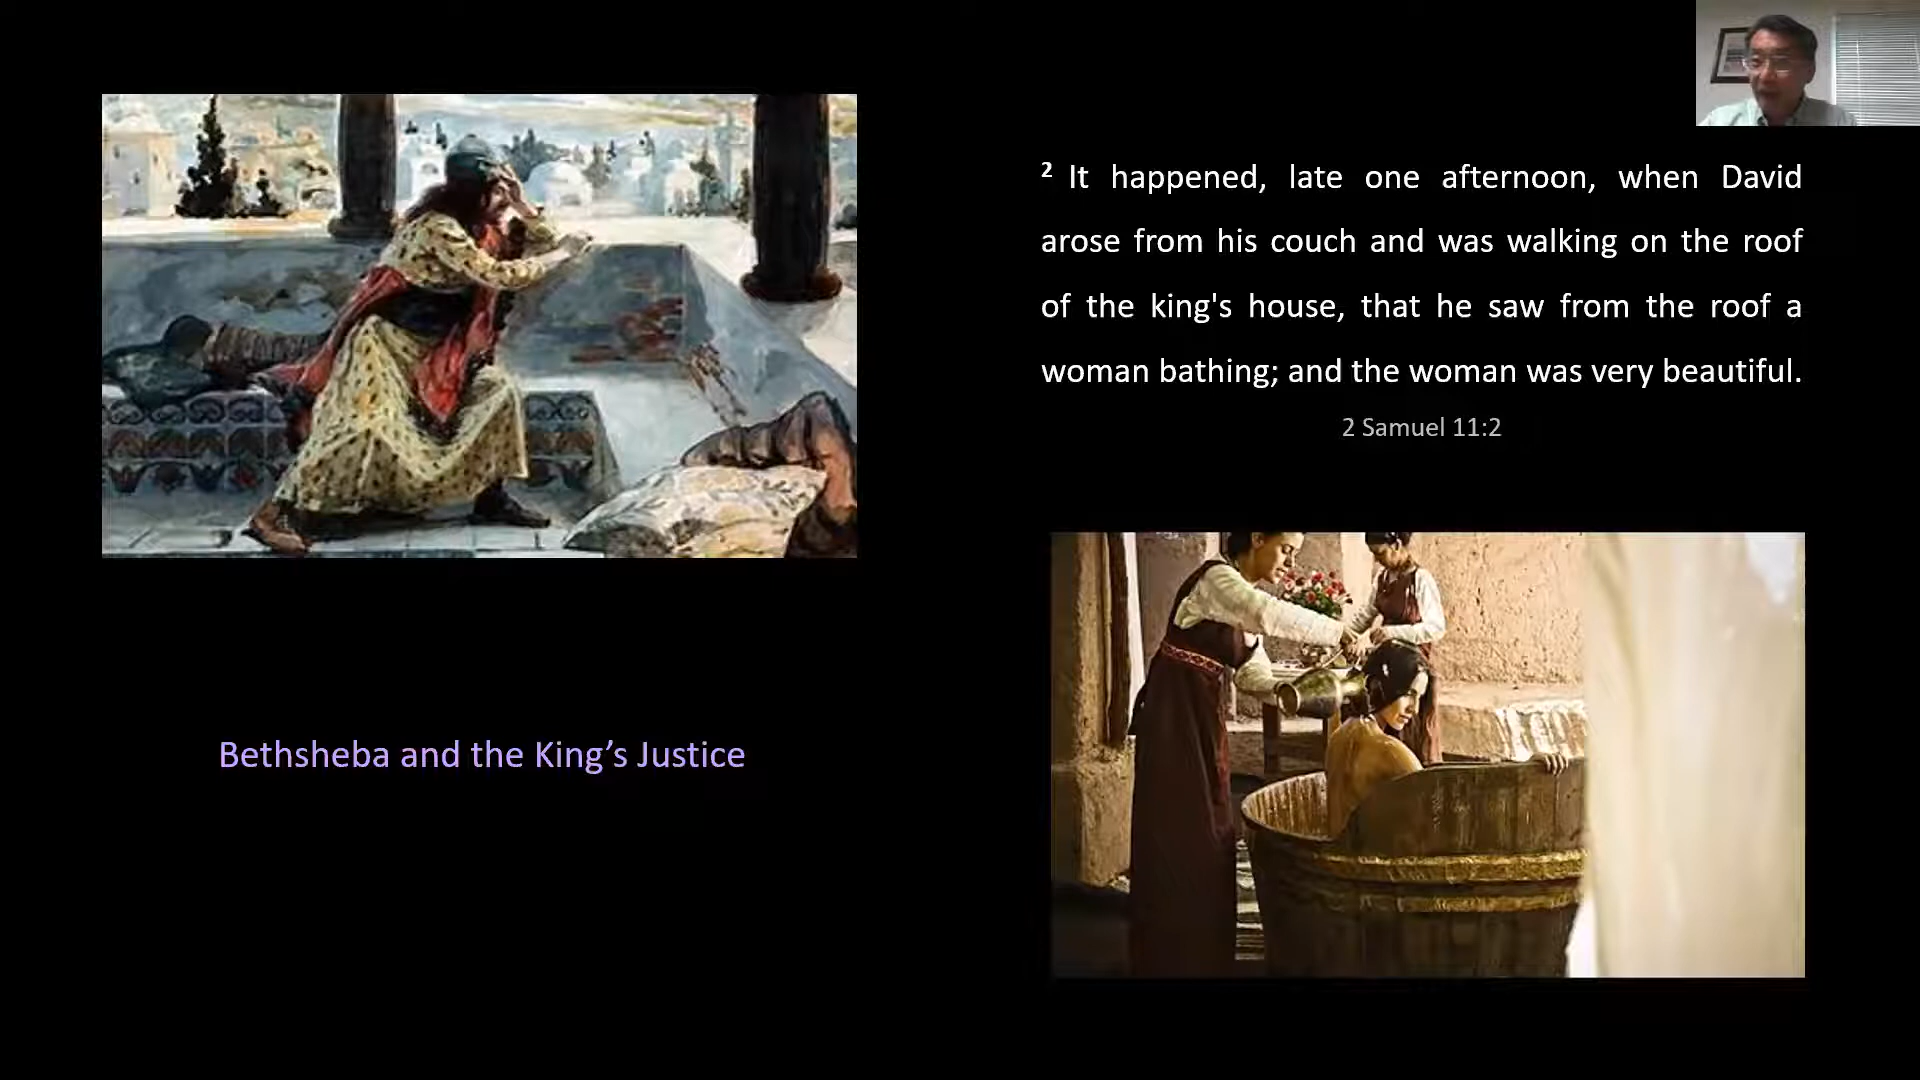 ² It happened, late one afternoon, when David
arose from his couch and was walking on the roof
of the king's house, that he saw from the roof a
woman bathing; and the woman was very beautiful.
2 Samuel 11:2
Bethsheba and the King’s Justice